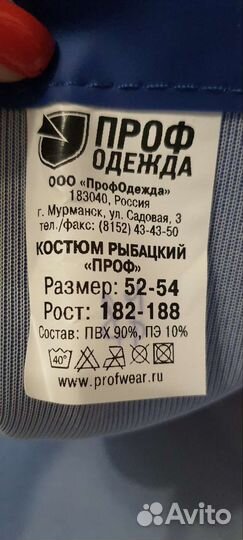 ПРОФ
ОДЕЖДА
ООО «ПрофОдежда»
183040, Россия
г. Мурманск, ул. Садовая, 3
тел./факс: (8152) 43-43-50
КОСТЮМ РЫБАЦКИЙ
«ПРОФ»
Размер: 52-54
Рост: 182-188
Состав: ПВХ 90%, ПЭ 10%
40°
www.profwear.ru
Avito